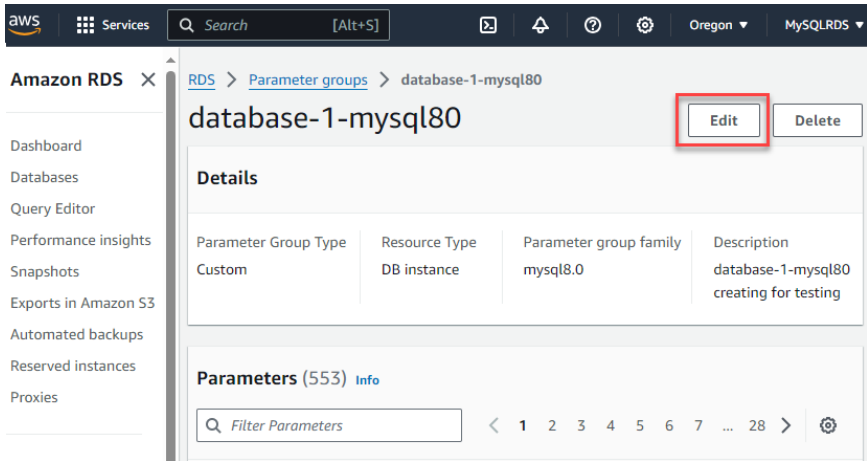 aws Services Search [Alt+S] Oregon MySQLRDS
Amazon RDS
Dashboard
Databases
Query Editor
Performance insights
Snapshots
Exports in Amazon S3
Automated backups
Reserved instances
Proxies
RDS > Parameter groups > database-1-mysql80
database-1-mysql80
Edit Delete
Details
Parameter Group Type
Custom
Resource Type
DB instance
Parameter group family
mysql8.0
Description
database-1-mysql80
creating for testing
Parameters (553) Info
Filter Parameters
< 1 2 3 4 5 6 7 ... 28 >